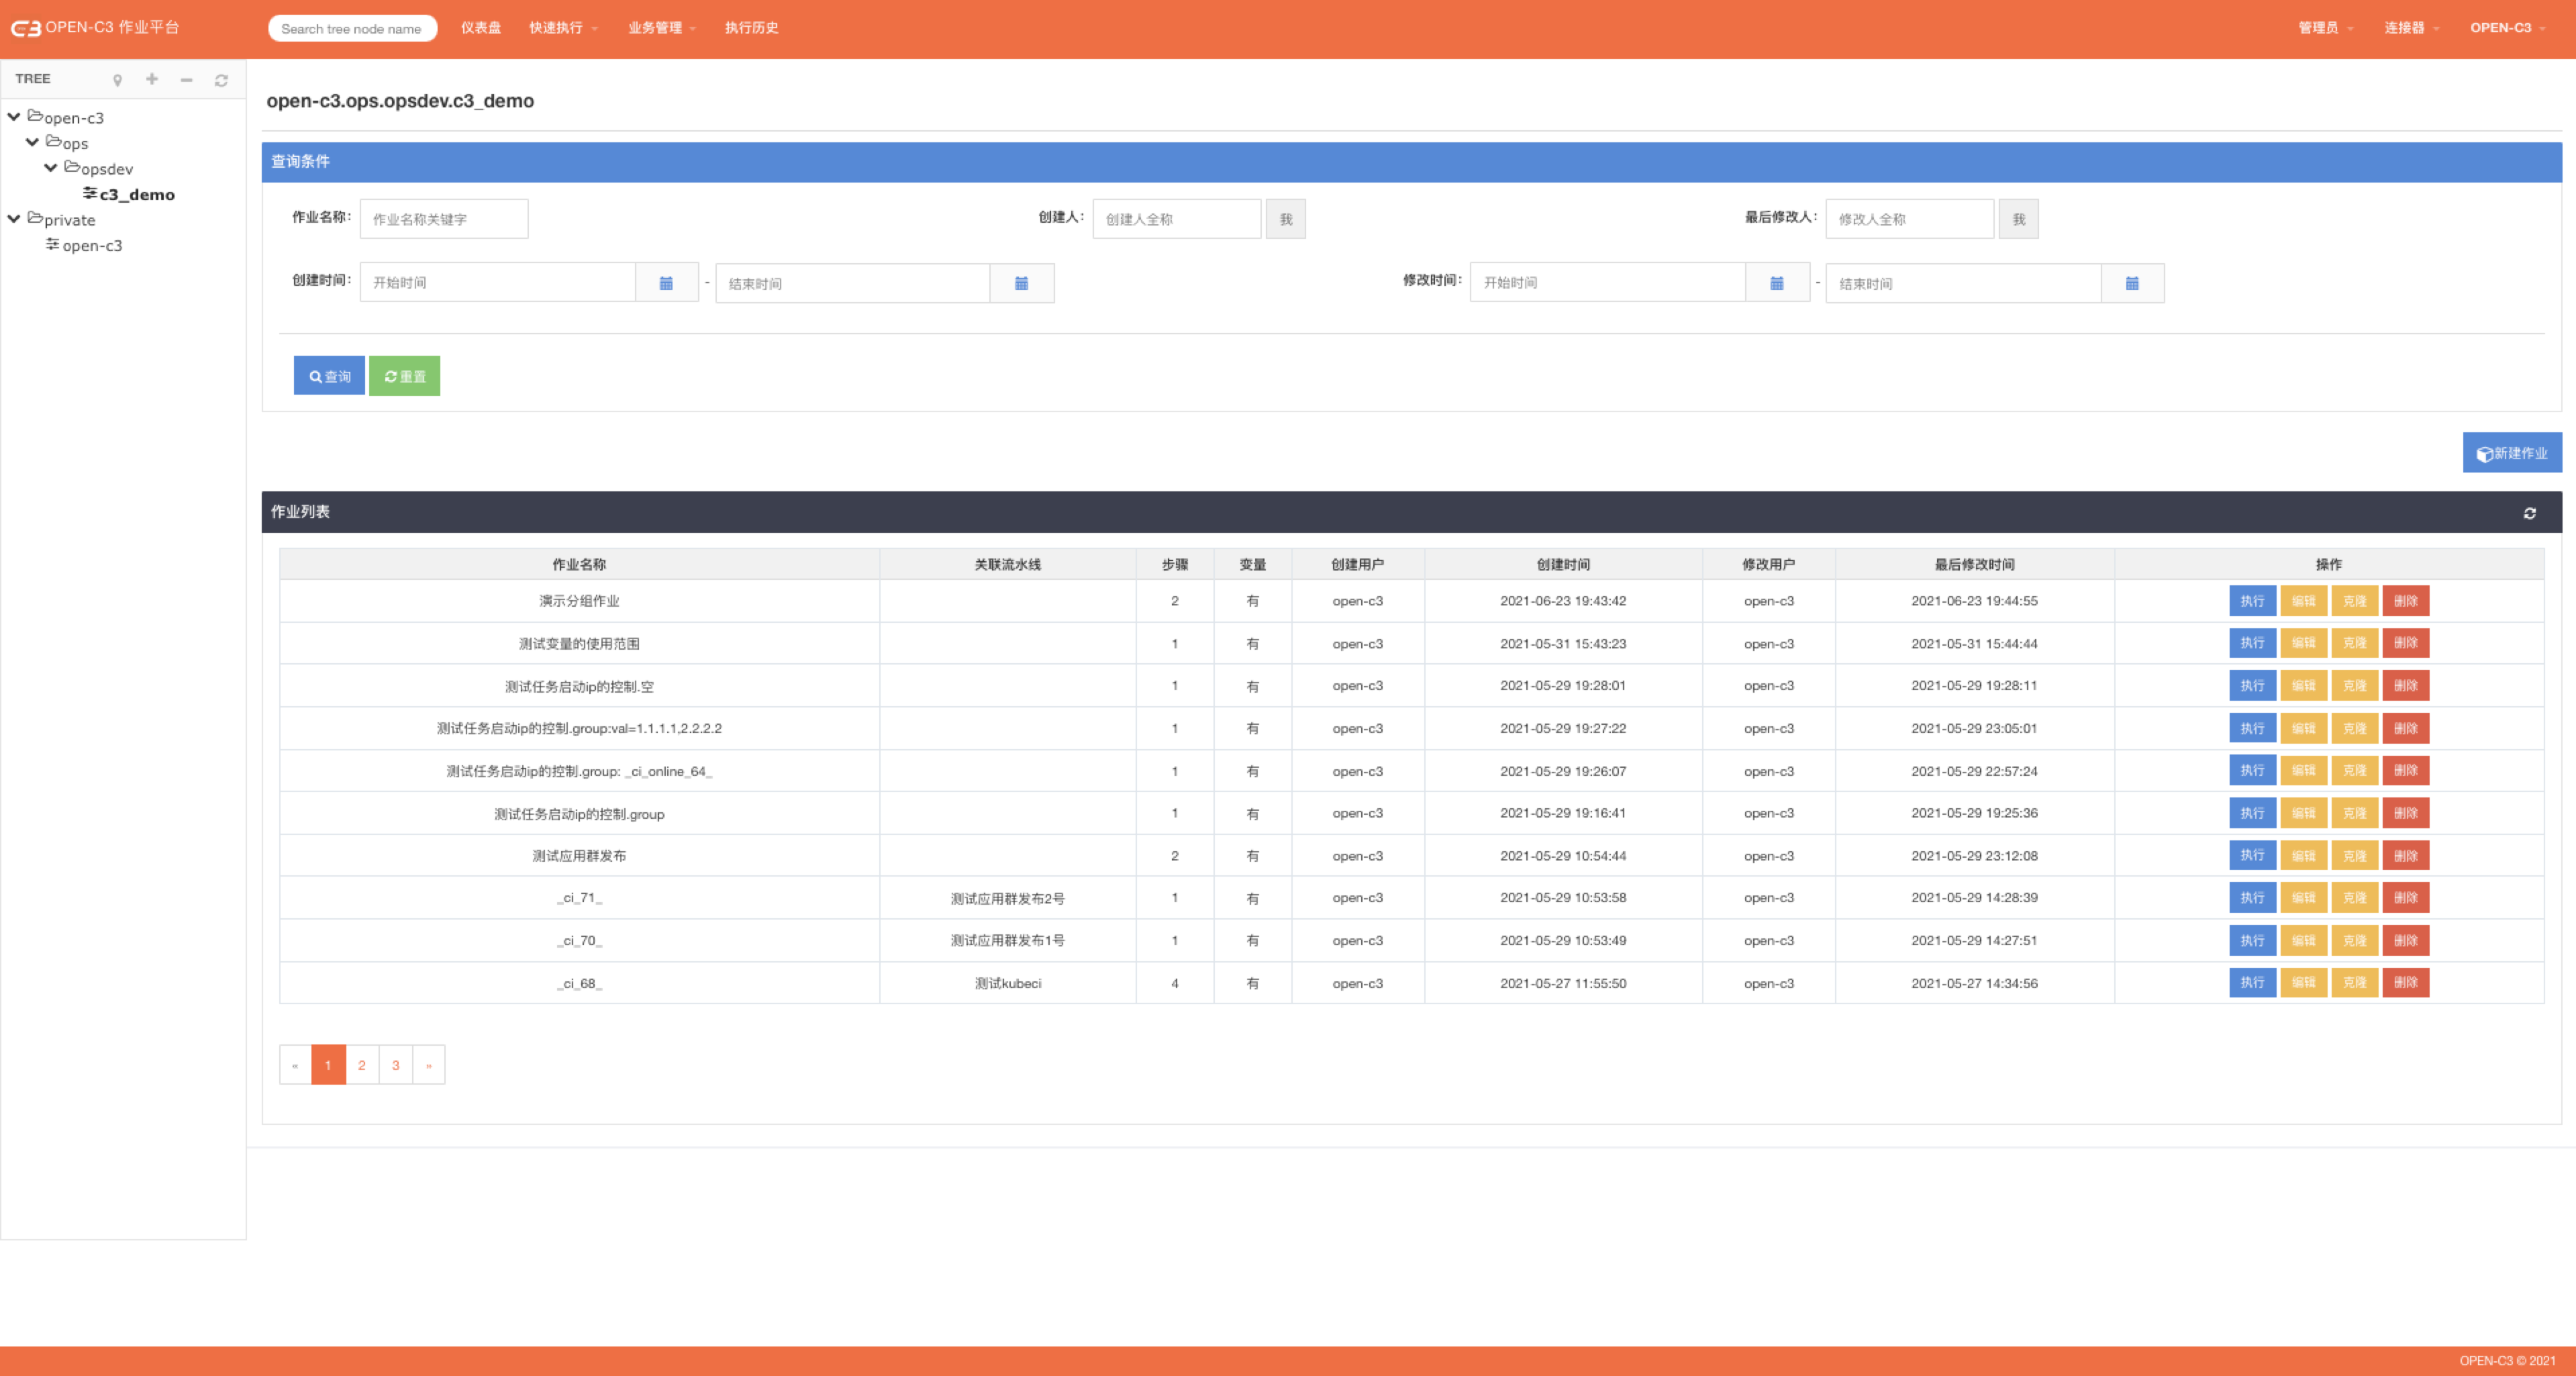 OPEN-C3 作业平台 Search tree node name 仪表盘 快速执行 业务管理 执行历史 管理员 连接器 OPEN-C3
TREE
open-c3
ops
opsdev
c3_demo
private
open-c3
open-c3.ops.opsdev.c3_demo
查询条件
作业名称: 作业名称关键字 创建人: 创建人全称 我 最后修改人: 修改人全称 我
创建时间: 开始时间 - 结束时间 修改时间: 开始时间 - 结束时间
查询 重置
新建作业
作业列表
作业名称 关联流水线 步骤 变量 创建用户 创建时间 修改用户 最后修改时间 操作
演示分组作业 2 有 open-c3 2021-06-23 19:43:42 open-c3 2021-06-23 19:44:55 执行 编辑 克隆 删除
测试变量的使用范围 1 有 open-c3 2021-05-31 15:43:23 open-c3 2021-05-31 15:44:44 执行 编辑 克隆 删除
测试任务启动ip的控制.空 1 有 open-c3 2021-05-29 19:28:01 open-c3 2021-05-29 19:28:11 执行 编辑 克隆 删除
测试任务启动ip的控制.group:val=1.1.1.1,2.2.2.2 1 有 open-c3 2021-05-29 19:27:22 open-c3 2021-05-29 23:05:01 执行 编辑 克隆 删除
测试任务启动ip的控制.group: _ci_online_64_ 1 有 open-c3 2021-05-29 19:26:07 open-c3 2021-05-29 22:57:24 执行 编辑 克隆 删除
测试任务启动ip的控制.group 1 有 open-c3 2021-05-29 19:16:41 open-c3 2021-05-29 19:25:36 执行 编辑 克隆 删除
测试应用群发布 2 有 open-c3 2021-05-29 10:54:44 open-c3 2021-05-29 23:12:08 执行 编辑 克隆 删除
_ci_71_ 测试应用群发布2号 1 有 open-c3 2021-05-29 10:53:58 open-c3 2021-05-29 14:28:39 执行 编辑 克隆 删除
_ci_70_ 测试应用群发布1号 1 有 open-c3 2021-05-29 10:53:49 open-c3 2021-05-29 14:27:51 执行 编辑 克隆 删除
_ci_68_ 测试kubeci 4 有 open-c3 2021-05-27 11:55:50 open-c3 2021-05-27 14:34:56 执行 编辑 克隆 删除
« 1 2 3 »
OPEN-C3 © 2021